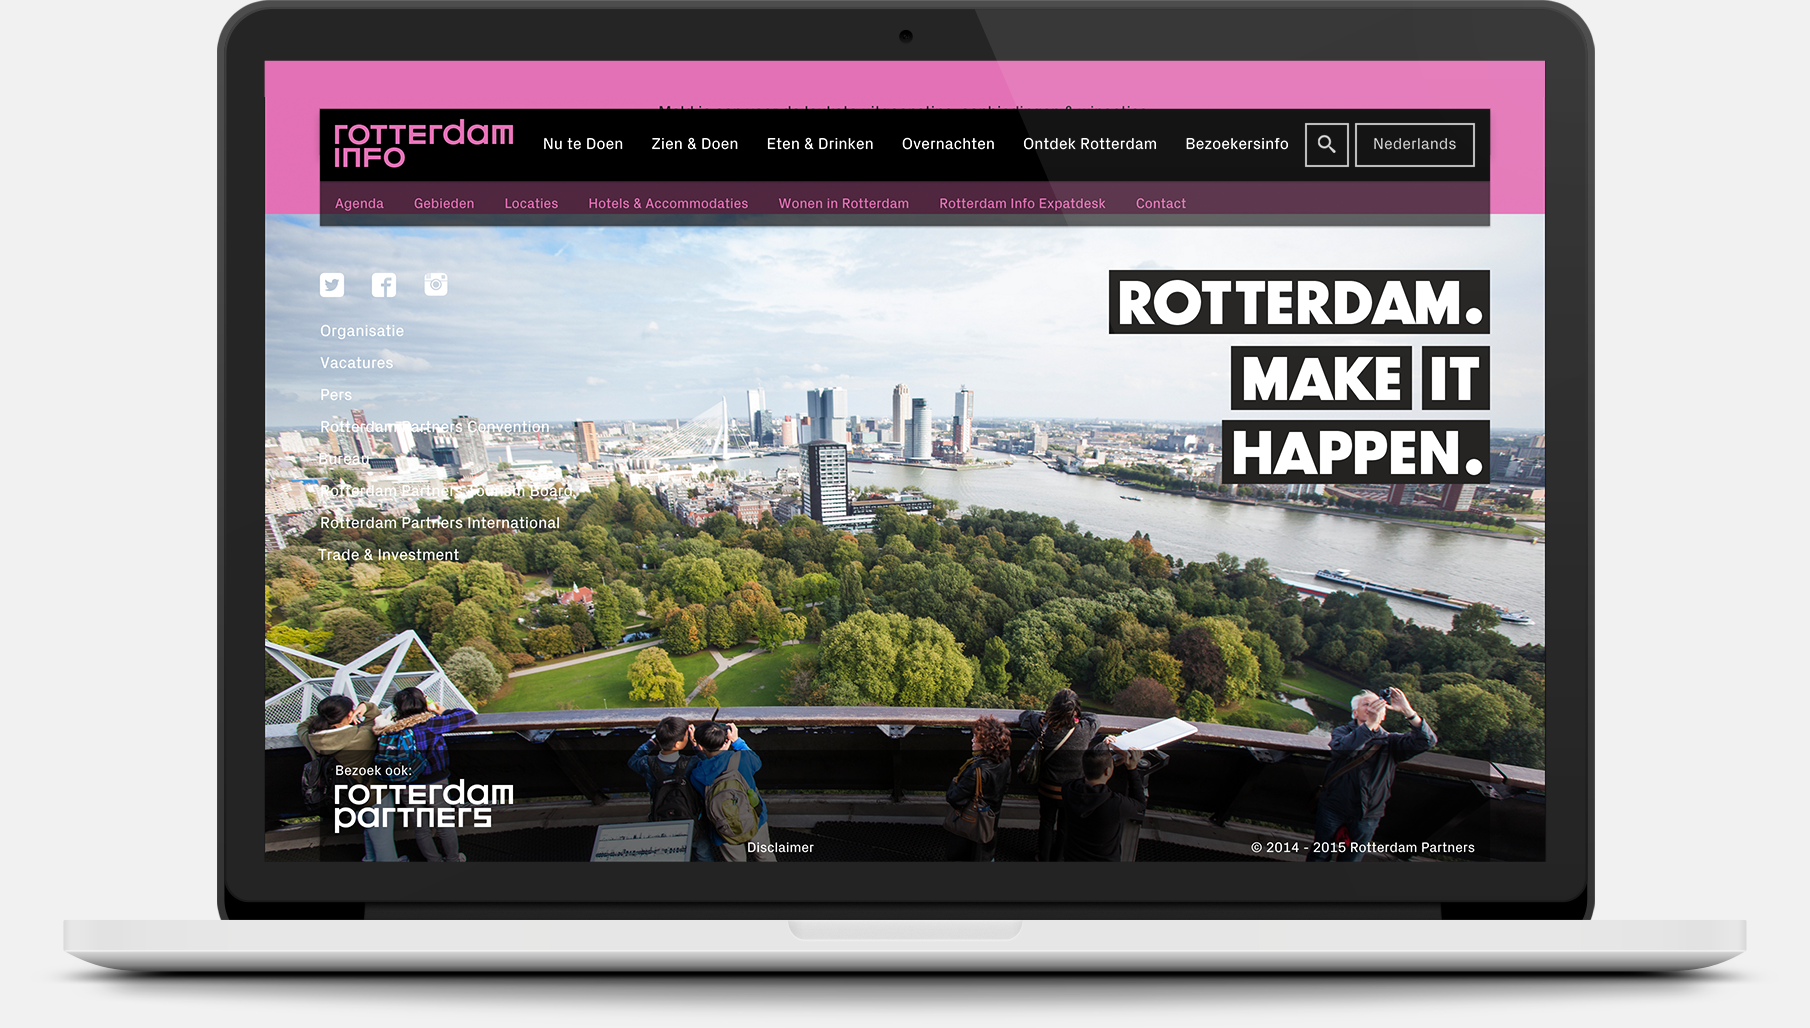 rotterdam
INFO
Nu te Doen
Zien & Doen
Eten & Drinken
Overnachten
Ontdek Rotterdam
Bezoekersinfo
Nederlands
Agenda
Gebieden
Locaties
Hotels & Accommodaties
Wonen in Rotterdam
Rotterdam Info Expatdesk
Contact
ROTTERDAM.
MAKE IT
HAPPEN.
Organisatie
Vacatures
Pers
Rotterdam Partners Convention
Bureau
Rotterdam Partners Tourism Board
Rotterdam Partners International
Trade & Investment
Bezoek ook:
rotterdam
partners
Disclaimer
© 2014 - 2015 Rotterdam Partners